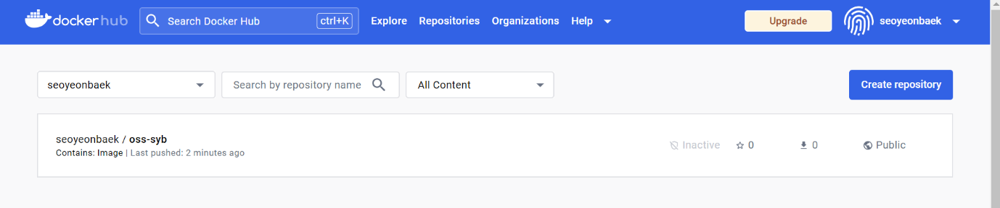 docker hub Search Docker Hub ctrl+K Explore Repositories Organizations Help Upgrade seoyeonbaek
seoyeonbaek Search by repository name All Content Create repository
seoyeonbaek / oss-syb
Contains: Image | Last pushed: 2 minutes ago
Inactive 0 0 Public